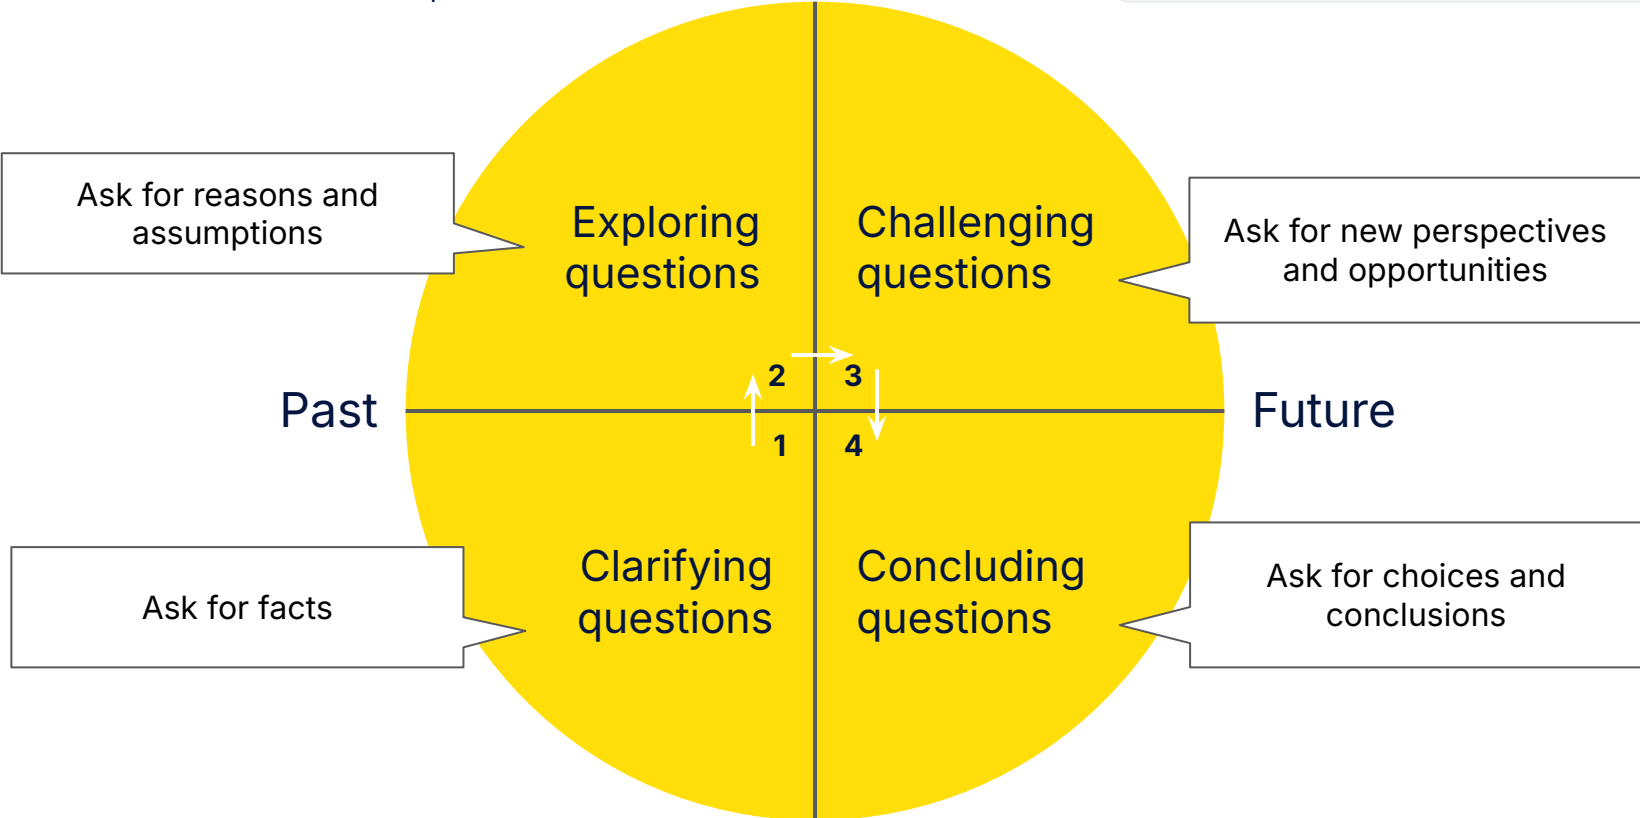 Ask for reasons and
assumptions
Exploring
questions
Challenging
questions
Ask for new perspectives
and opportunities
2
3
Past
Future
1
4
Ask for facts
Clarifying
questions
Concluding
questions
Ask for choices and
conclusions